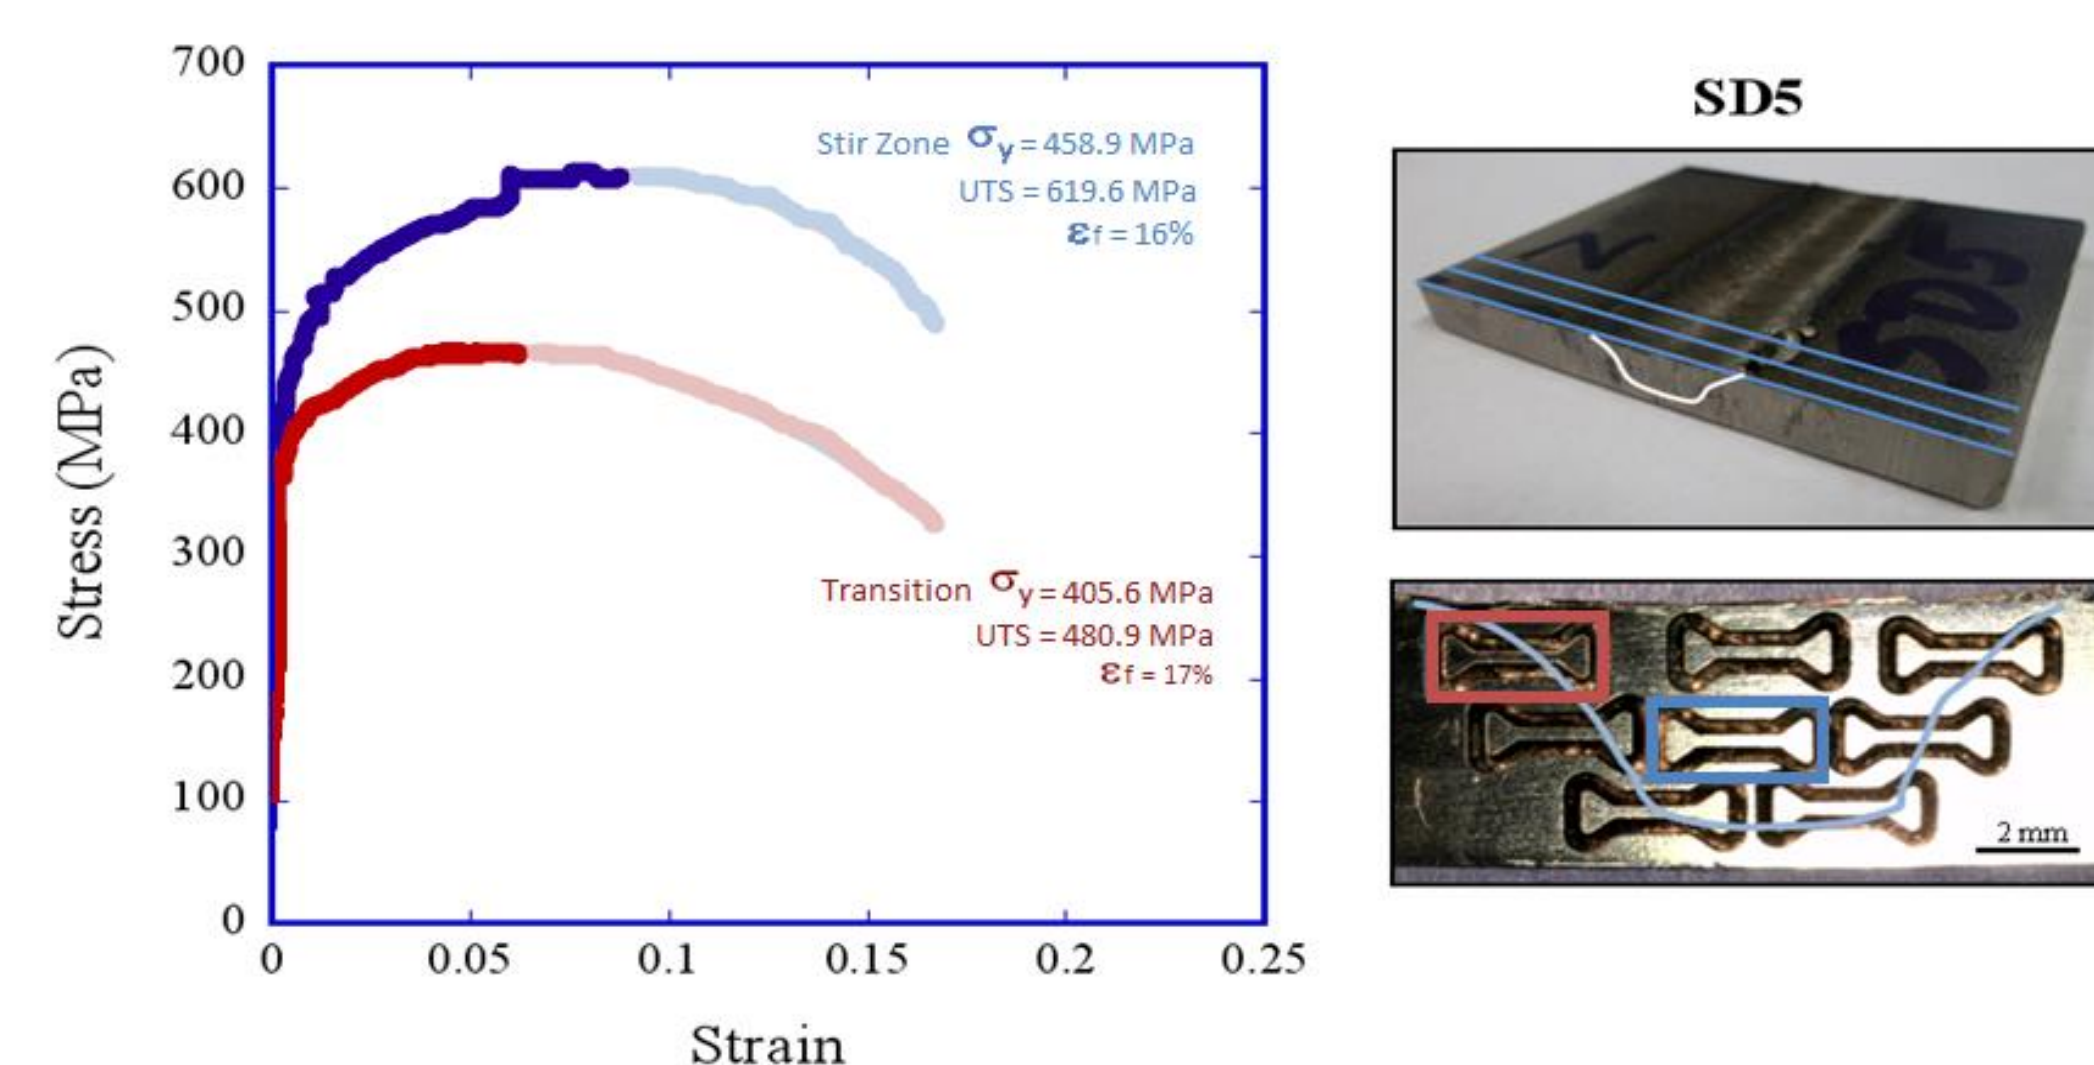 700
600
500
400
300
200
100
0
0 0.05 0.1 0.15 0.2 0.25
Stress (MPa)
Strain
Stir Zone σy = 458.9 MPa
UTS = 619.6 MPa
εf = 16%
Transition σy = 405.6 MPa
UTS = 480.9 MPa
εf = 17%
SD5
SD5
2 mm